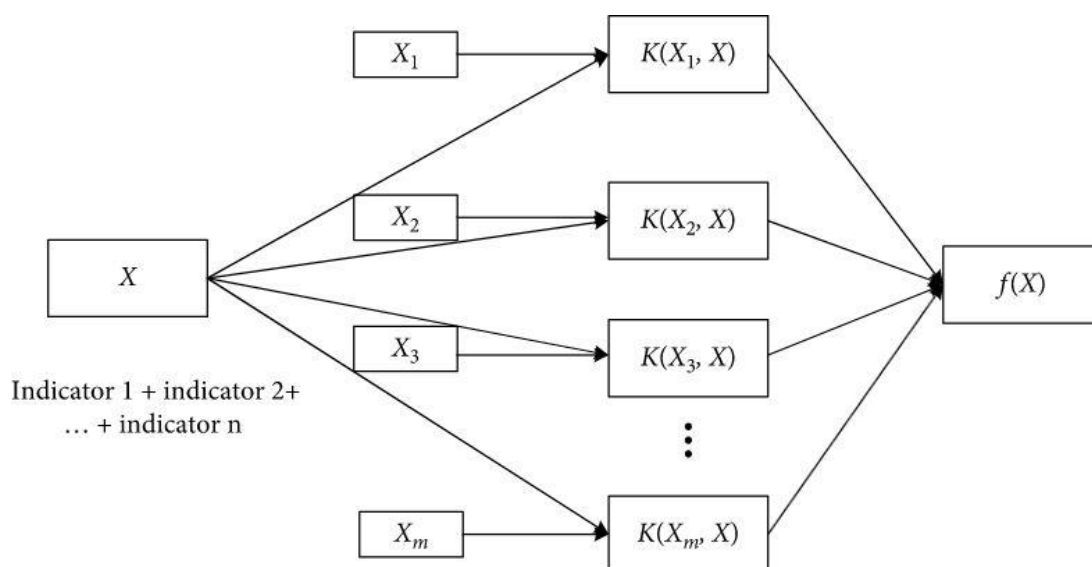 X₁
K(X₁, X)
X₂
K(X₂, X)
X
f(X)
X₃
K(X₃, X)
Indicator 1 + indicator 2+
… + indicator n
Xₘ
K(Xₘ, X)